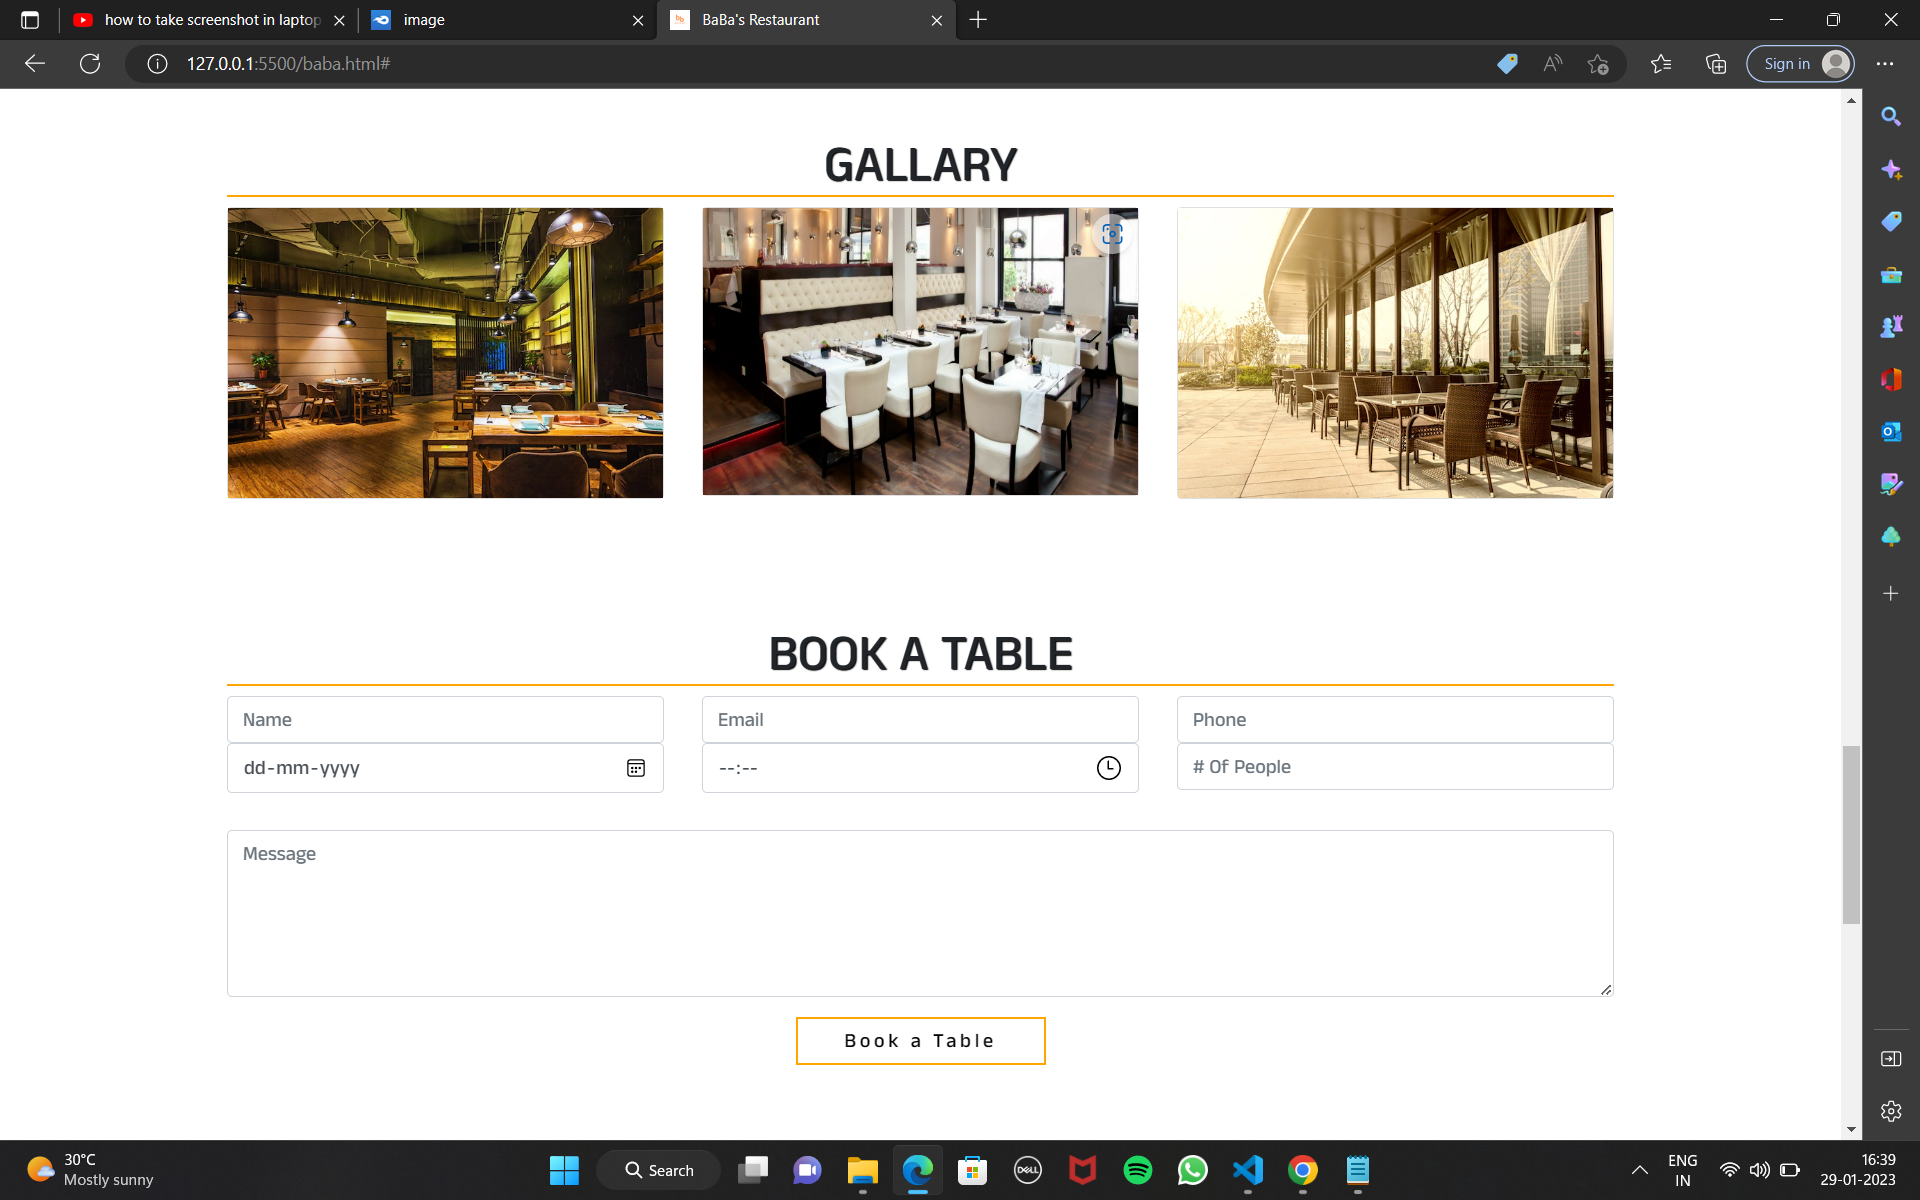 how to take screenshot in laptop
image
BaBa's Restaurant
127.0.0.1:5500/baba.html#
Sign in
GALLARY
BOOK A TABLE
Name
Email
Phone
dd-mm-yyyy
--:--
# Of People
Message
Book a Table
30°C
Mostly sunny
Search
DELL
ENG
IN
16:39
29-01-2023